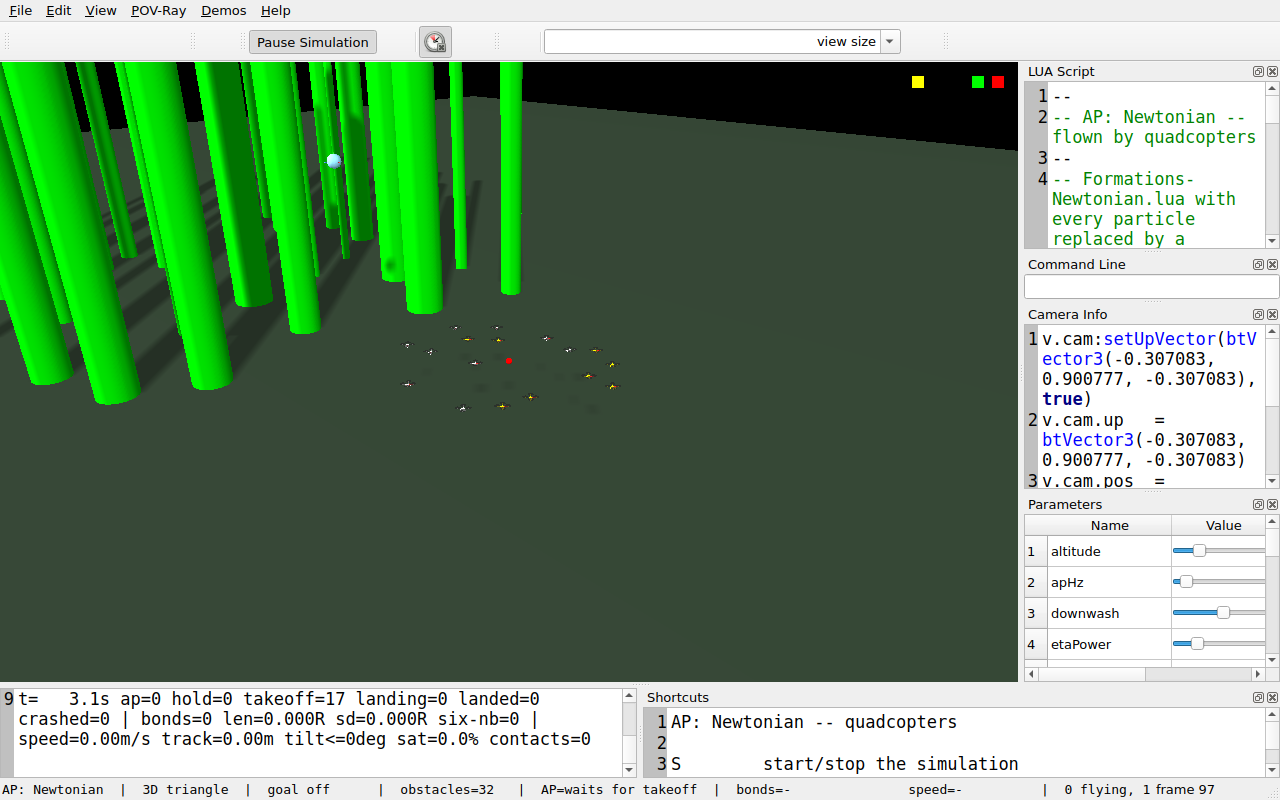 File Edit View POV-Ray Demos Help
Pause Simulation
view size
LUA Script
1 --
2 -- AP: Newtonian --
flown by quadcopters
3 --
4 -- Formations-
Newtonian.lua with
every particle
replaced by a
Command Line
Camera Info
1 v.cam:setUpVector(btV
ector3(-0.307083,
0.900777, -0.307083),
true)
2 v.cam.up   =
btVector3(-0.307083,
0.900777, -0.307083)
3 v.cam.pos  =
Parameters
Name Value
1 altitude
2 apHz
3 downwash
4 etaPower
9 t=   3.1s ap=0 hold=0 takeoff=17 landing=0 landed=0
crashed=0 | bonds=0 len=0.000R sd=0.000R six-nb=0 |
speed=0.00m/s track=0.00m tilt<=0deg sat=0.0% contacts=0
Shortcuts
1 AP: Newtonian -- quadcopters
2
3 S        start/stop the simulation
AP: Newtonian  |  3D triangle  |  goal off     |  obstacles=32   |  AP=waits for takeoff  |  bonds=-               speed=-              |  0 flying, 1 frame 97